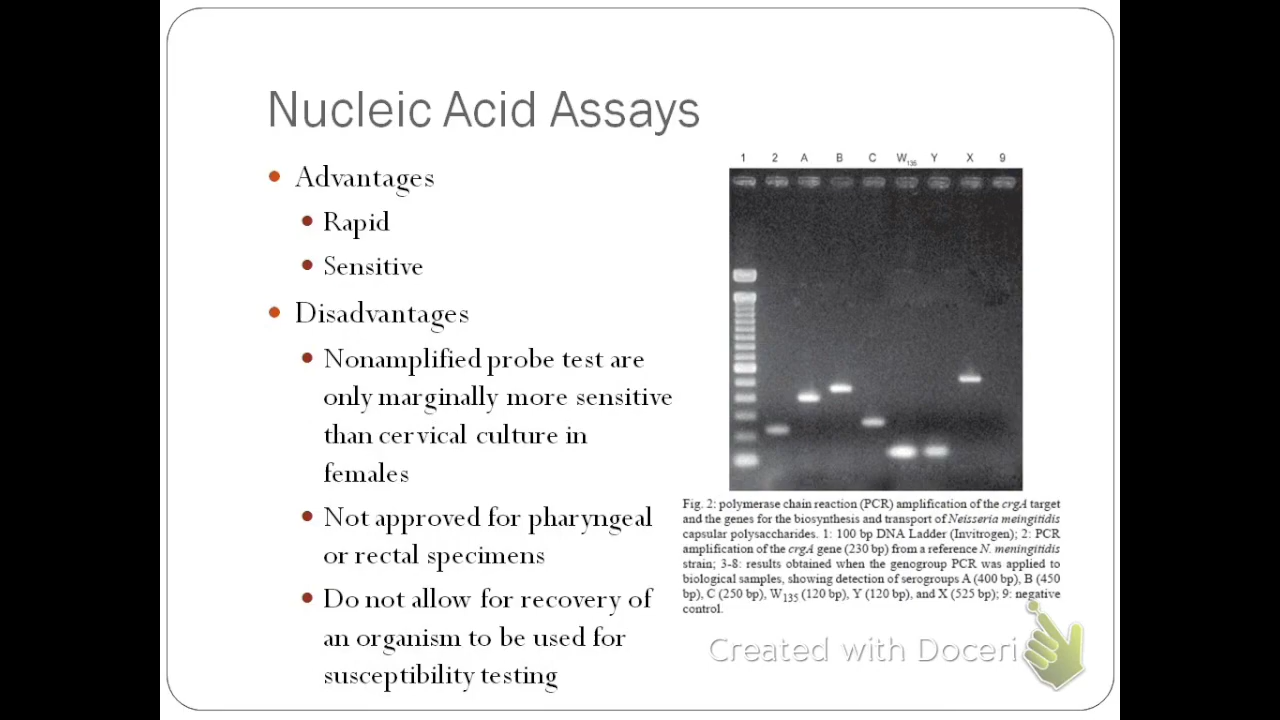 Nucleic Acid Assays
Advantages
Rapid
Sensitive
Disadvantages
Nonamplified probe test are
only marginally more sensitive
than cervical culture in
females
Not approved for pharyngeal
or rectal specimens
Do not allow for recovery of
an organism to be used for
susceptibility testing
1 2 A B C W135 Y X 9
Fig. 2: polymerase chain reaction (PCR) amplification of the crgA target
and the genes for the biosynthesis and transport of Neisseria meingitidis
capsular polysaccharides. 1: 100 bp DNA Ladder (Invitrogen); 2: PCR
amplification of the crgA gene (230 bp) from a reference N. meningitidis
strain; 3-8: results obtained when the genogroup PCR was applied to
biological samples, showing detection of serogroups A (400 bp), B (450
bp), C (250 bp), W135 (120 bp), Y (120 bp), and X (525 bp); 9: negative
control.
Created with Doceri